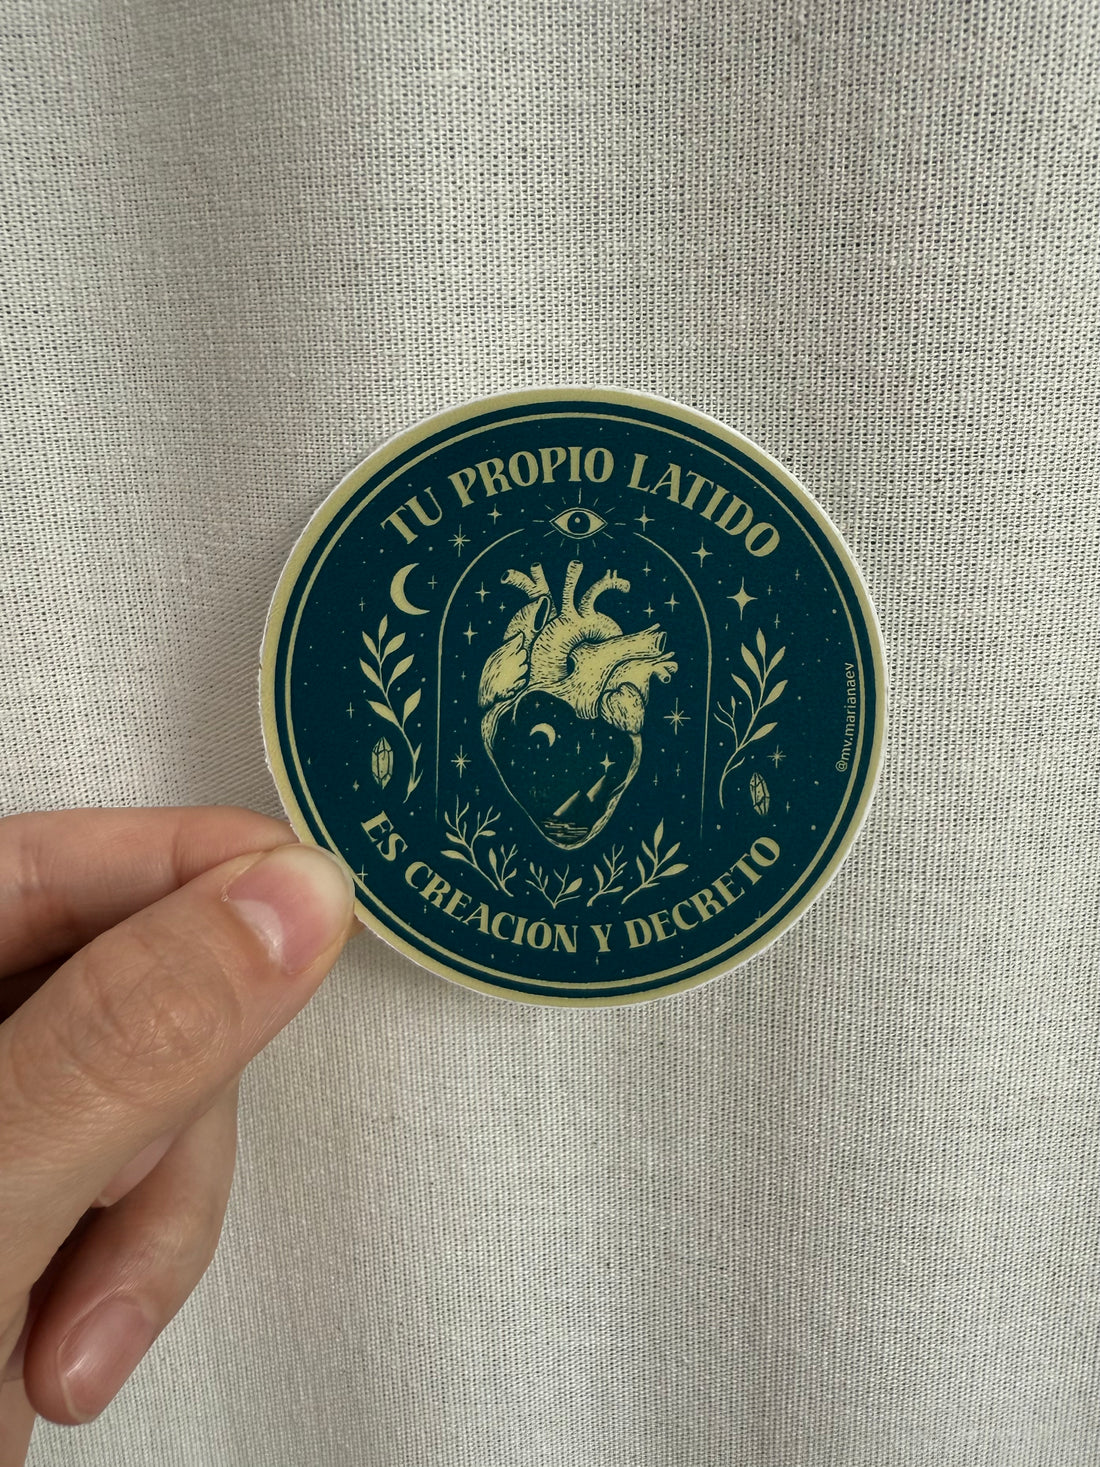 TU PROPIO LATIDO
@mv.marianaev
ES CREACIÓN Y DECRETO